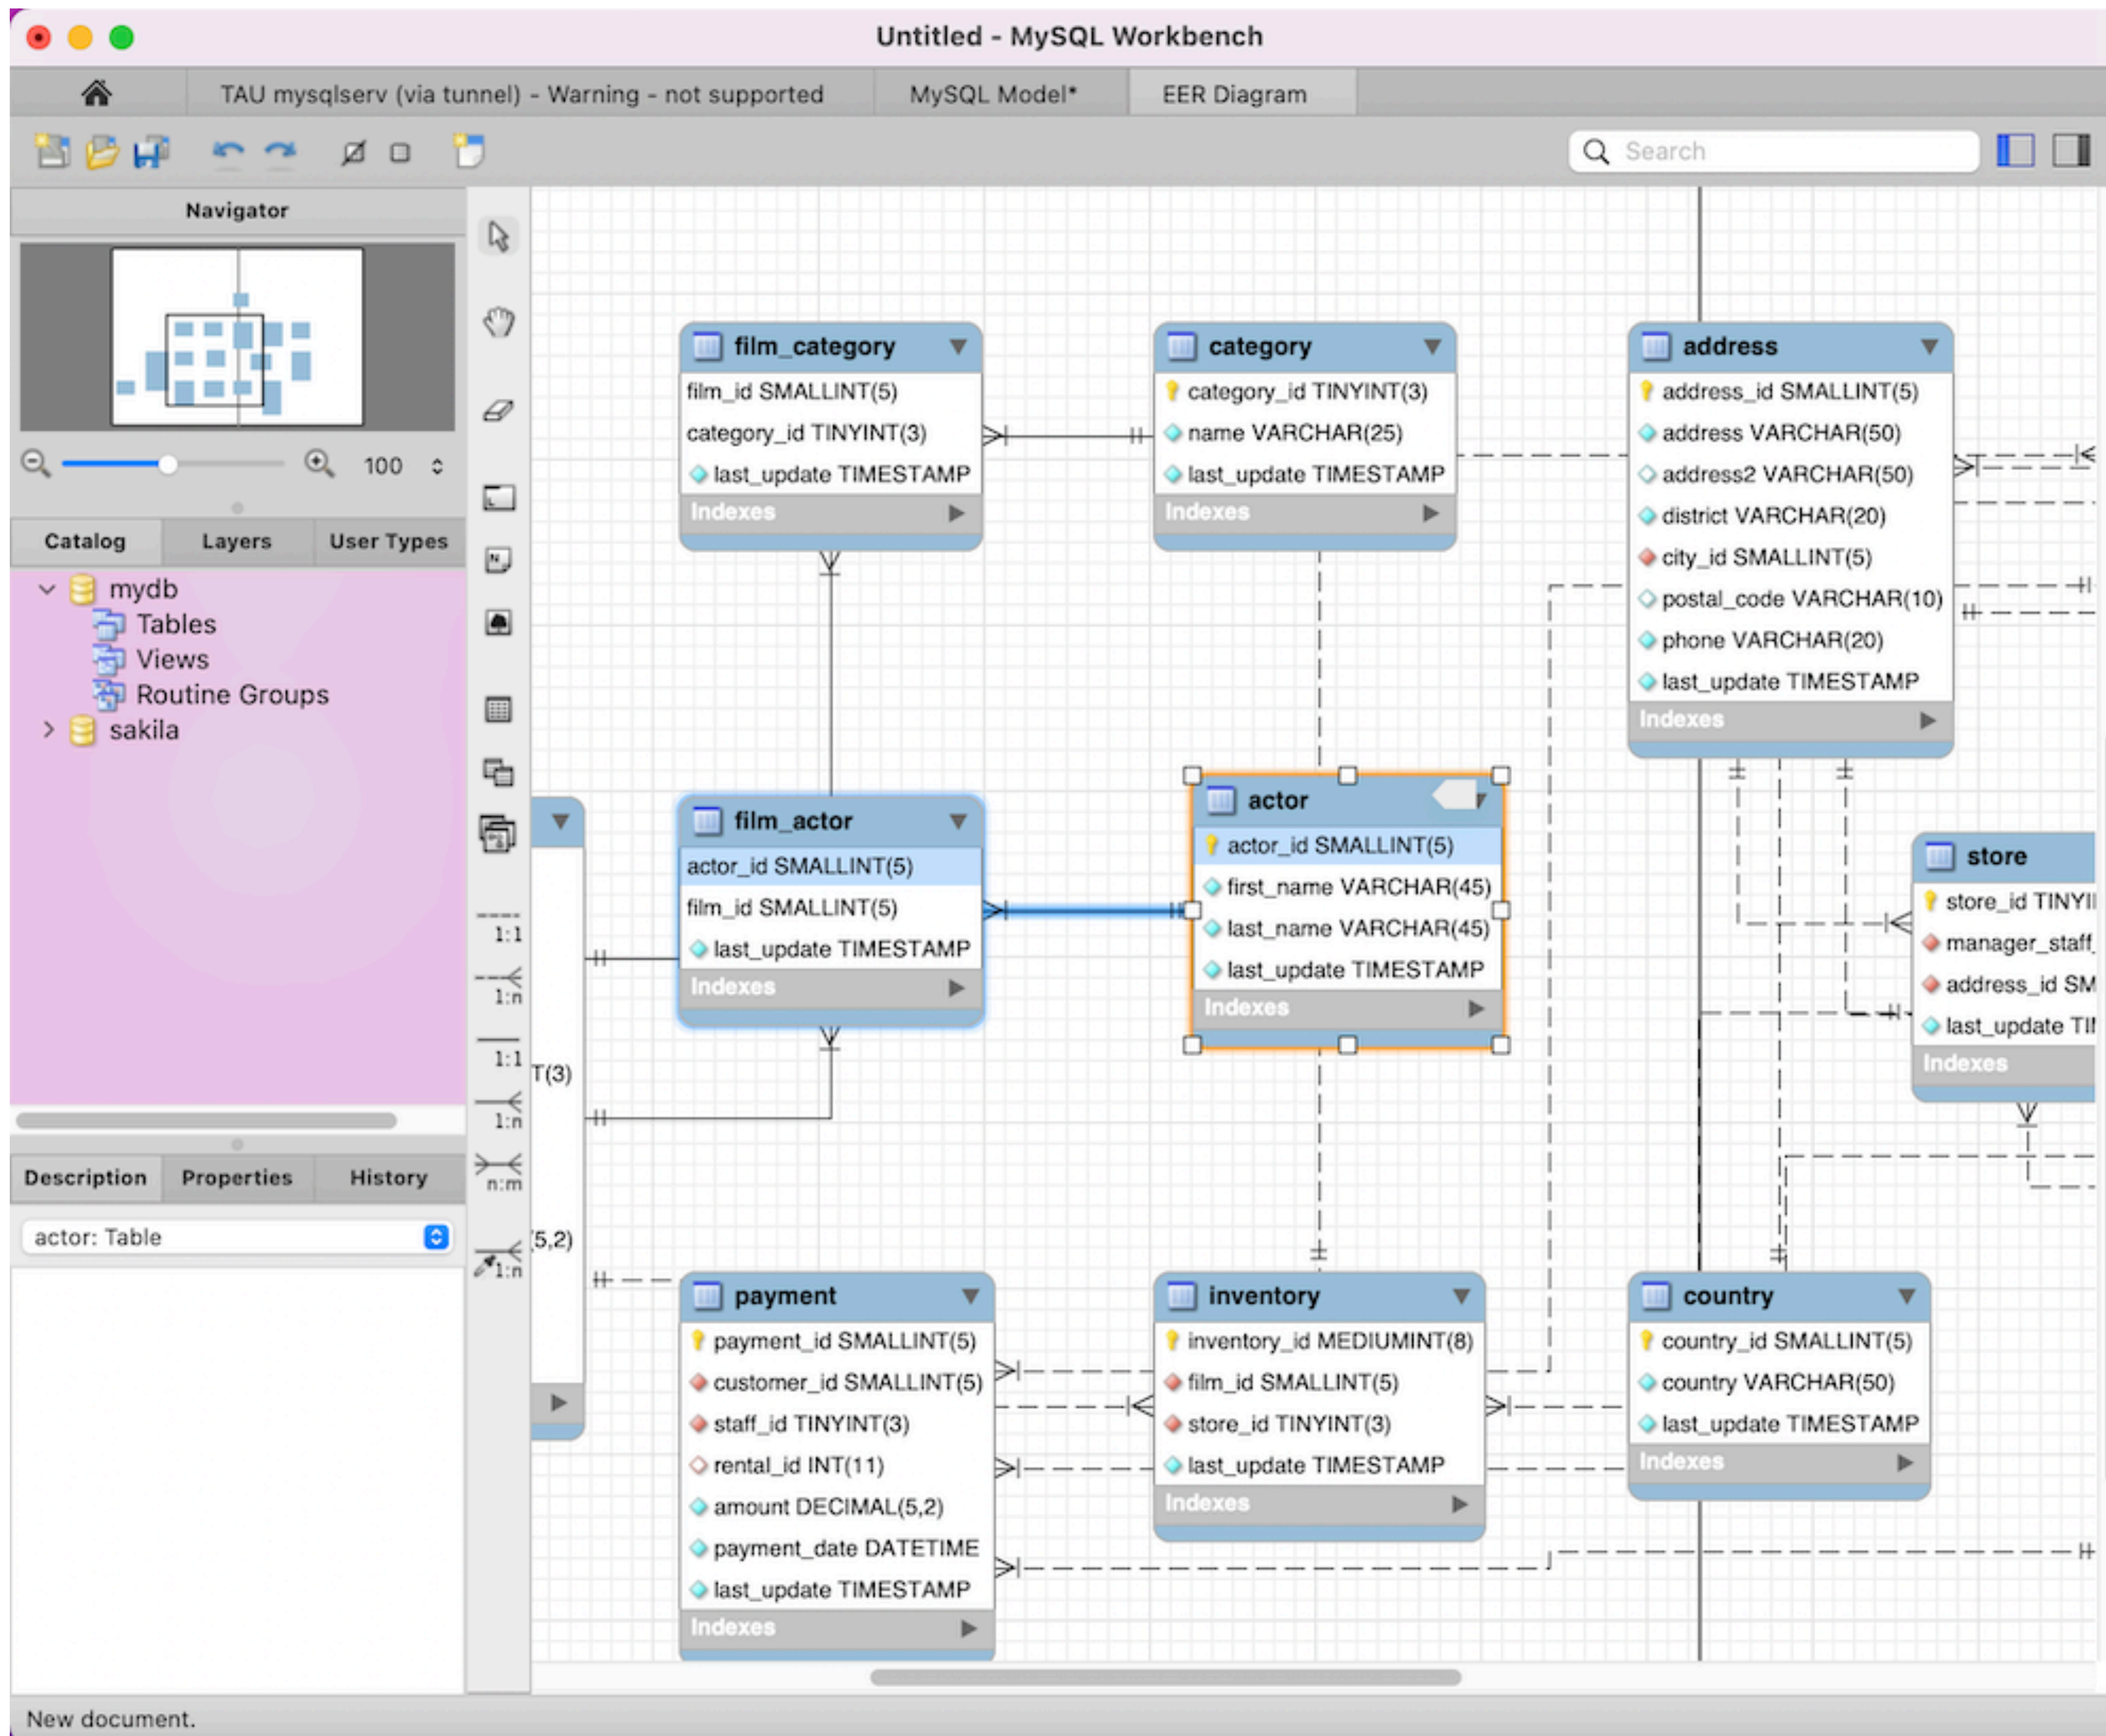 Untitled - MySQL Workbench
TAU mysqlserv (via tunnel) - Warning - not supported
MySQL Model*
EER Diagram
Search
Navigator
100
Catalog
Layers
User Types
mydb
Tables
Views
Routine Groups
sakila
Description
Properties
History
actor: Table
1:1
1:n
1:1
1:n
n:m
1:n
film_category
film_id SMALLINT(5)
category_id TINYINT(3)
last_update TIMESTAMP
Indexes
category
category_id TINYINT(3)
name VARCHAR(25)
last_update TIMESTAMP
Indexes
address
address_id SMALLINT(5)
address VARCHAR(50)
address2 VARCHAR(50)
district VARCHAR(20)
city_id SMALLINT(5)
postal_code VARCHAR(10)
phone VARCHAR(20)
last_update TIMESTAMP
Indexes
T(3)
5,2)
film_actor
actor_id SMALLINT(5)
film_id SMALLINT(5)
last_update TIMESTAMP
Indexes
actor
actor_id SMALLINT(5)
first_name VARCHAR(45)
last_name VARCHAR(45)
last_update TIMESTAMP
Indexes
store
store_id TINYI
manager_staff_
address_id SM
last_update TI
Indexes
payment
payment_id SMALLINT(5)
customer_id SMALLINT(5)
staff_id TINYINT(3)
rental_id INT(11)
amount DECIMAL(5,2)
payment_date DATETIME
last_update TIMESTAMP
Indexes
inventory
inventory_id MEDIUMINT(8)
film_id SMALLINT(5)
store_id TINYINT(3)
last_update TIMESTAMP
Indexes
country
country_id SMALLINT(5)
country VARCHAR(50)
last_update TIMESTAMP
Indexes
New document.